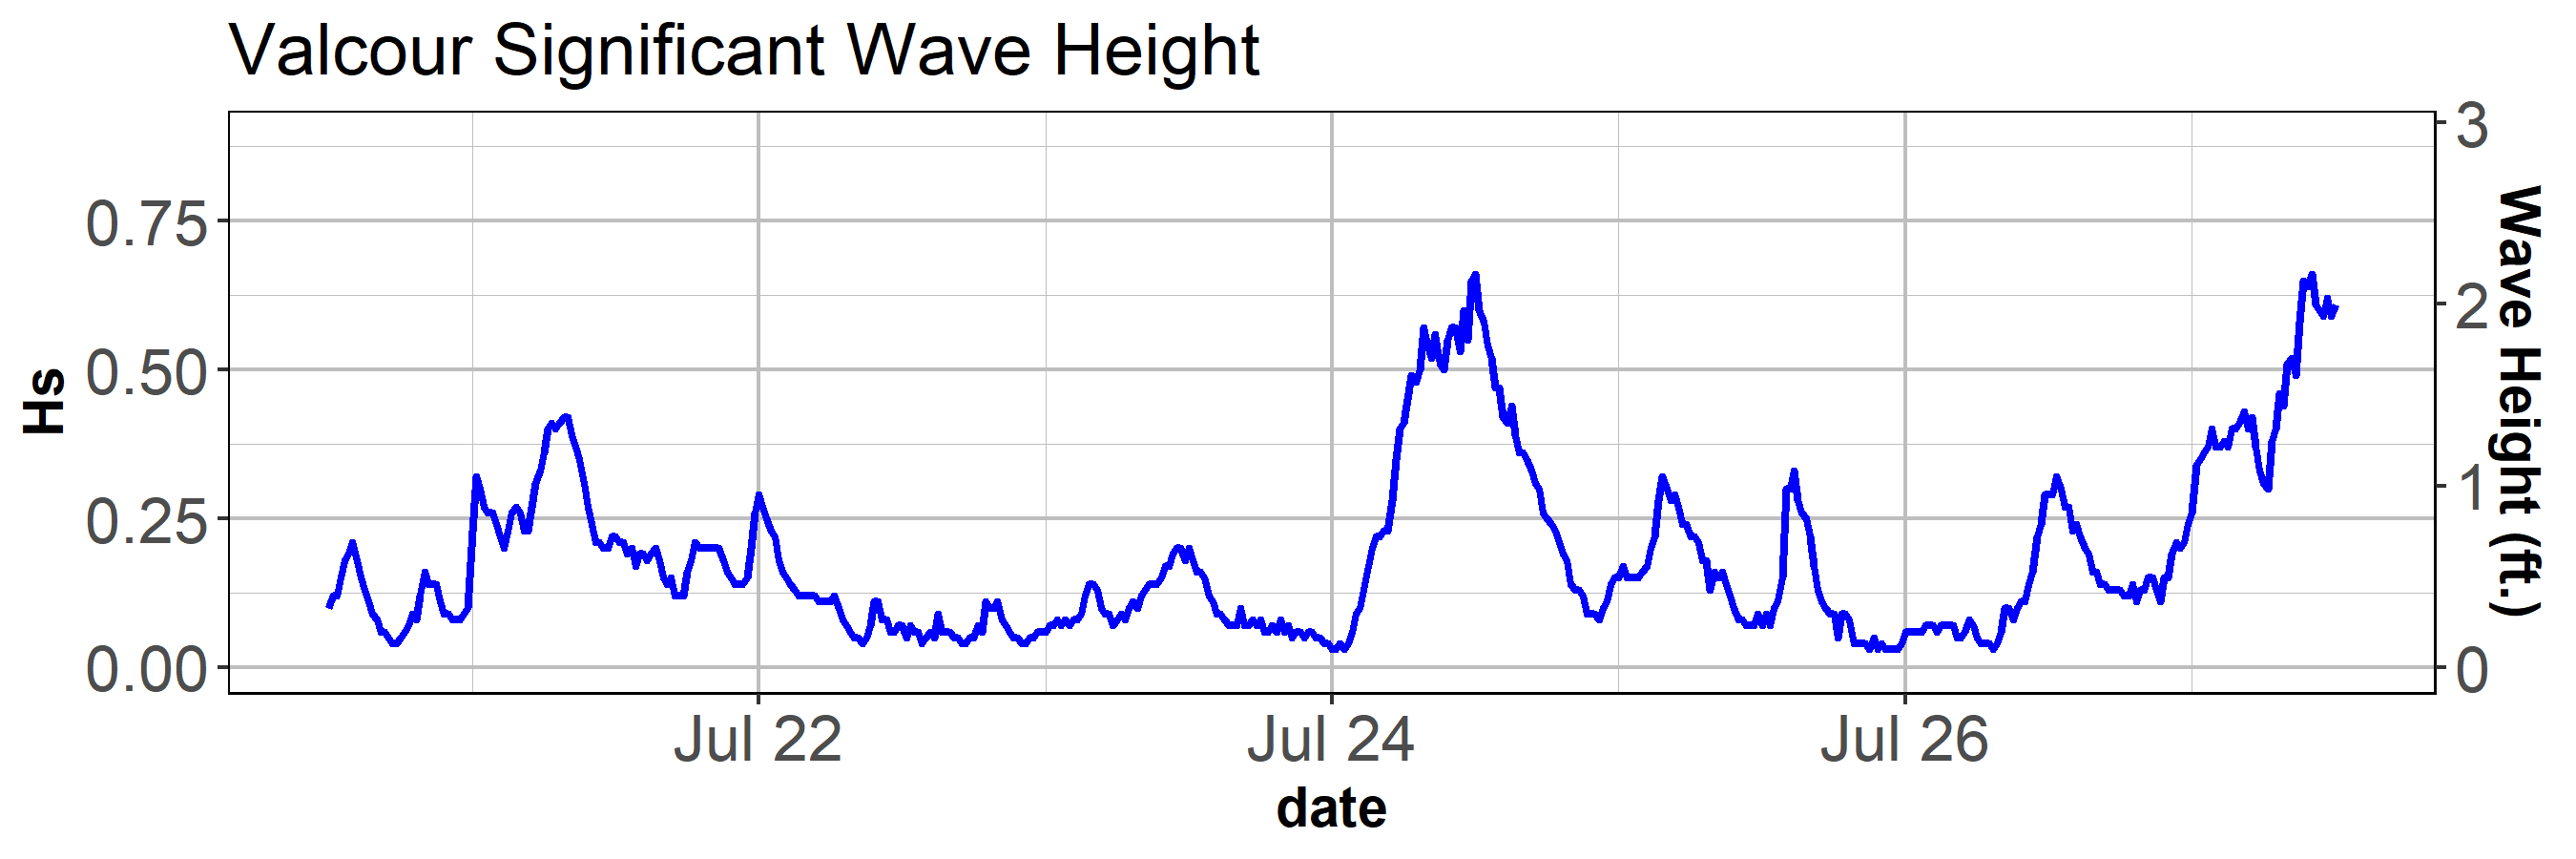 Valcour Significant Wave Height
Hs
0.75
0.50
0.25
0.00
3
2
1
0
Wave Height (ft.)
Jul 22
Jul 24
Jul 26
date